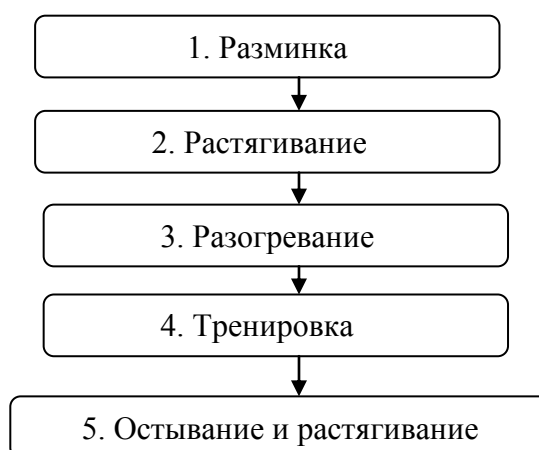 1. Разминка
2. Растягивание
3. Разогревание
4. Тренировка
5. Остывание и растягивание